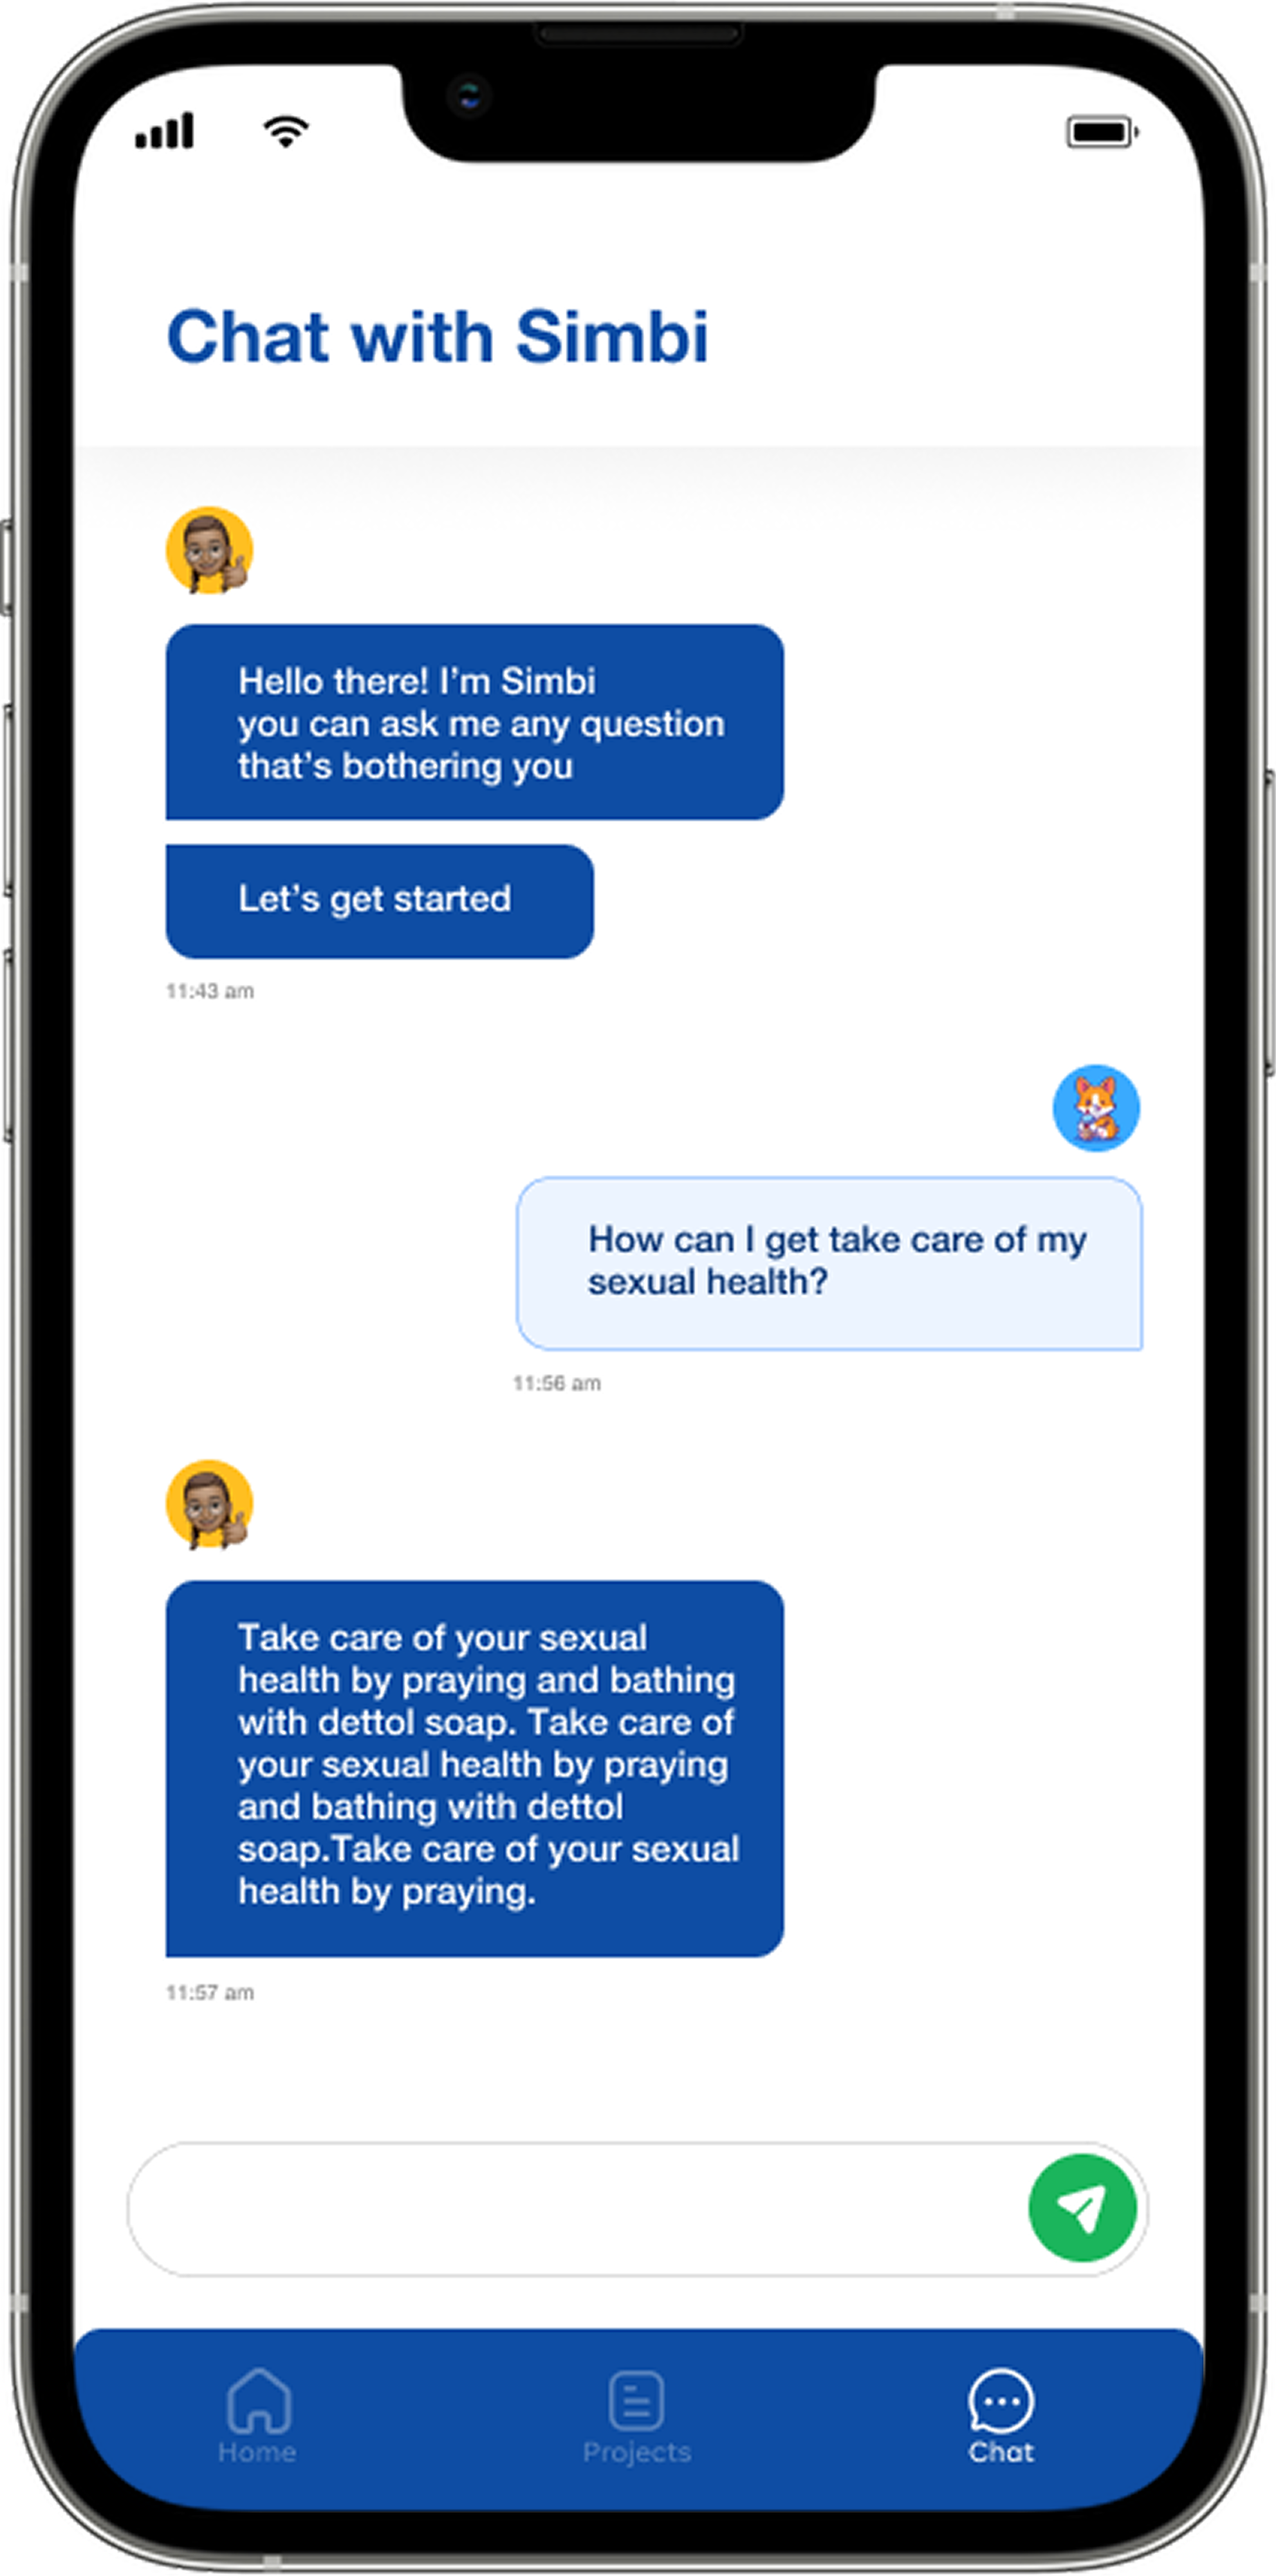 Chat with Simbi
Hello there! I’m Simbi
you can ask me any question
that’s bothering you
Let’s get started
11:43 am
How can I get take care of my
sexual health?
11:56 am
Take care of your sexual
health by praying and bathing
with dettol soap. Take care of
your sexual health by praying
and bathing with dettol
soap.Take care of your sexual
health by praying.
11:57 am
Home
Projects
Chat